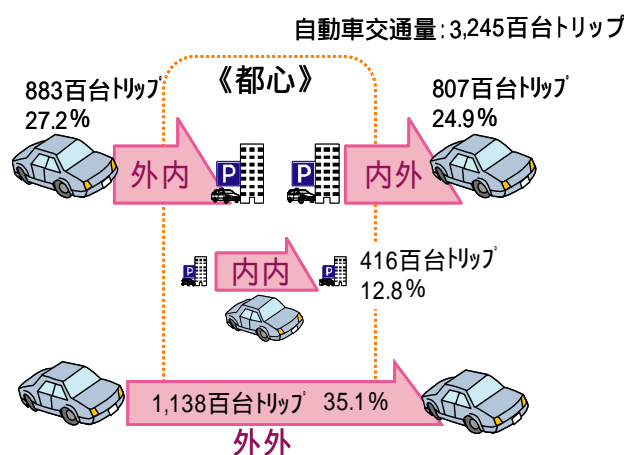 自動車交通量:3,245百台トリップ
《都心》
883百台トリップ
27.2%
807百台トリップ
24.9%
外内
P
P
内外
P
内内
P
416百台トリップ
12.8%
1,138百台トリップ 35.1%
外外